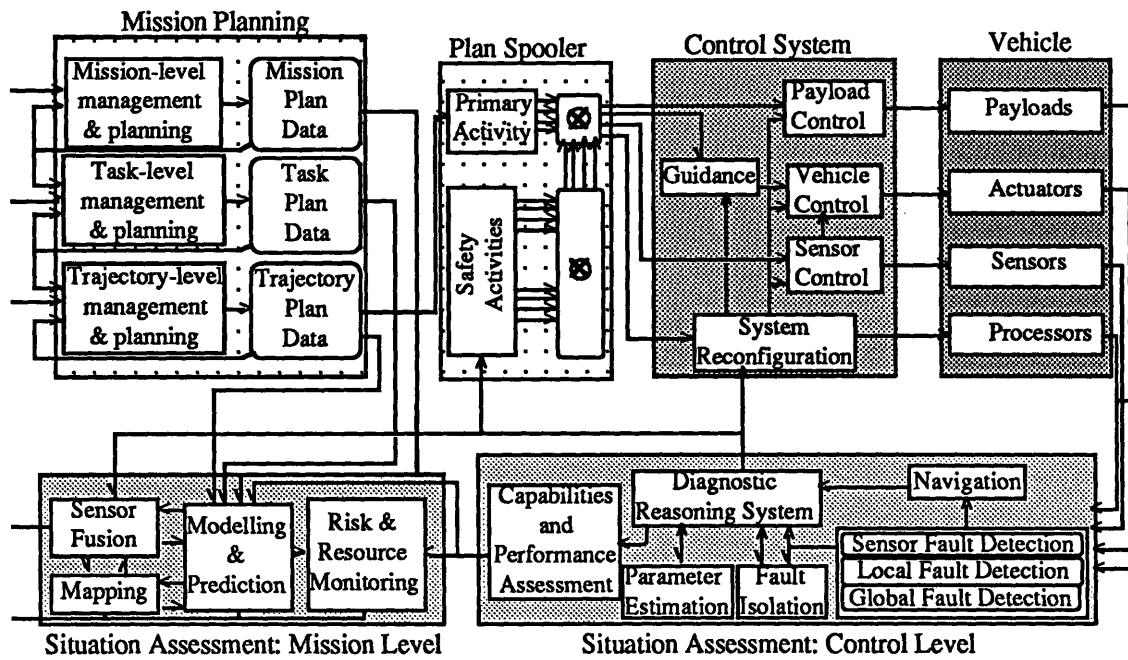 Mission Planning
Mission-level
management
& planning
Mission
Plan
Data
Task-level
management
& planning
Task
Plan
Data
Trajectory-level
management
& planning
Trajectory
Plan
Data
Plan Spooler
Primary
Activity
Safety
Activities
Control System
Payload
Control
Guidance
Vehicle
Control
Sensor
Control
System
Reconfiguration
Vehicle
Payloads
Actuators
Sensors
Processors
Sensor
Fusion
Mapping
Modelling
&
Prediction
Risk &
Resource
Monitoring
Situation Assessment: Mission Level
Capabilities
and
Performance
Assessment
Diagnostic
Reasoning System
Navigation
Parameter
Estimation
Fault
Isolation
Sensor Fault Detection
Local Fault Detection
Global Fault Detection
Situation Assessment: Control Level